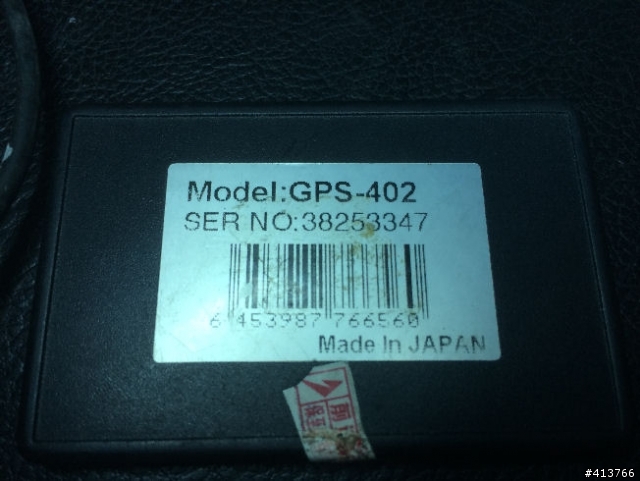 Model:GPS-402
SER NO:38253347
6 453987 766560
Made In JAPAN
#413766